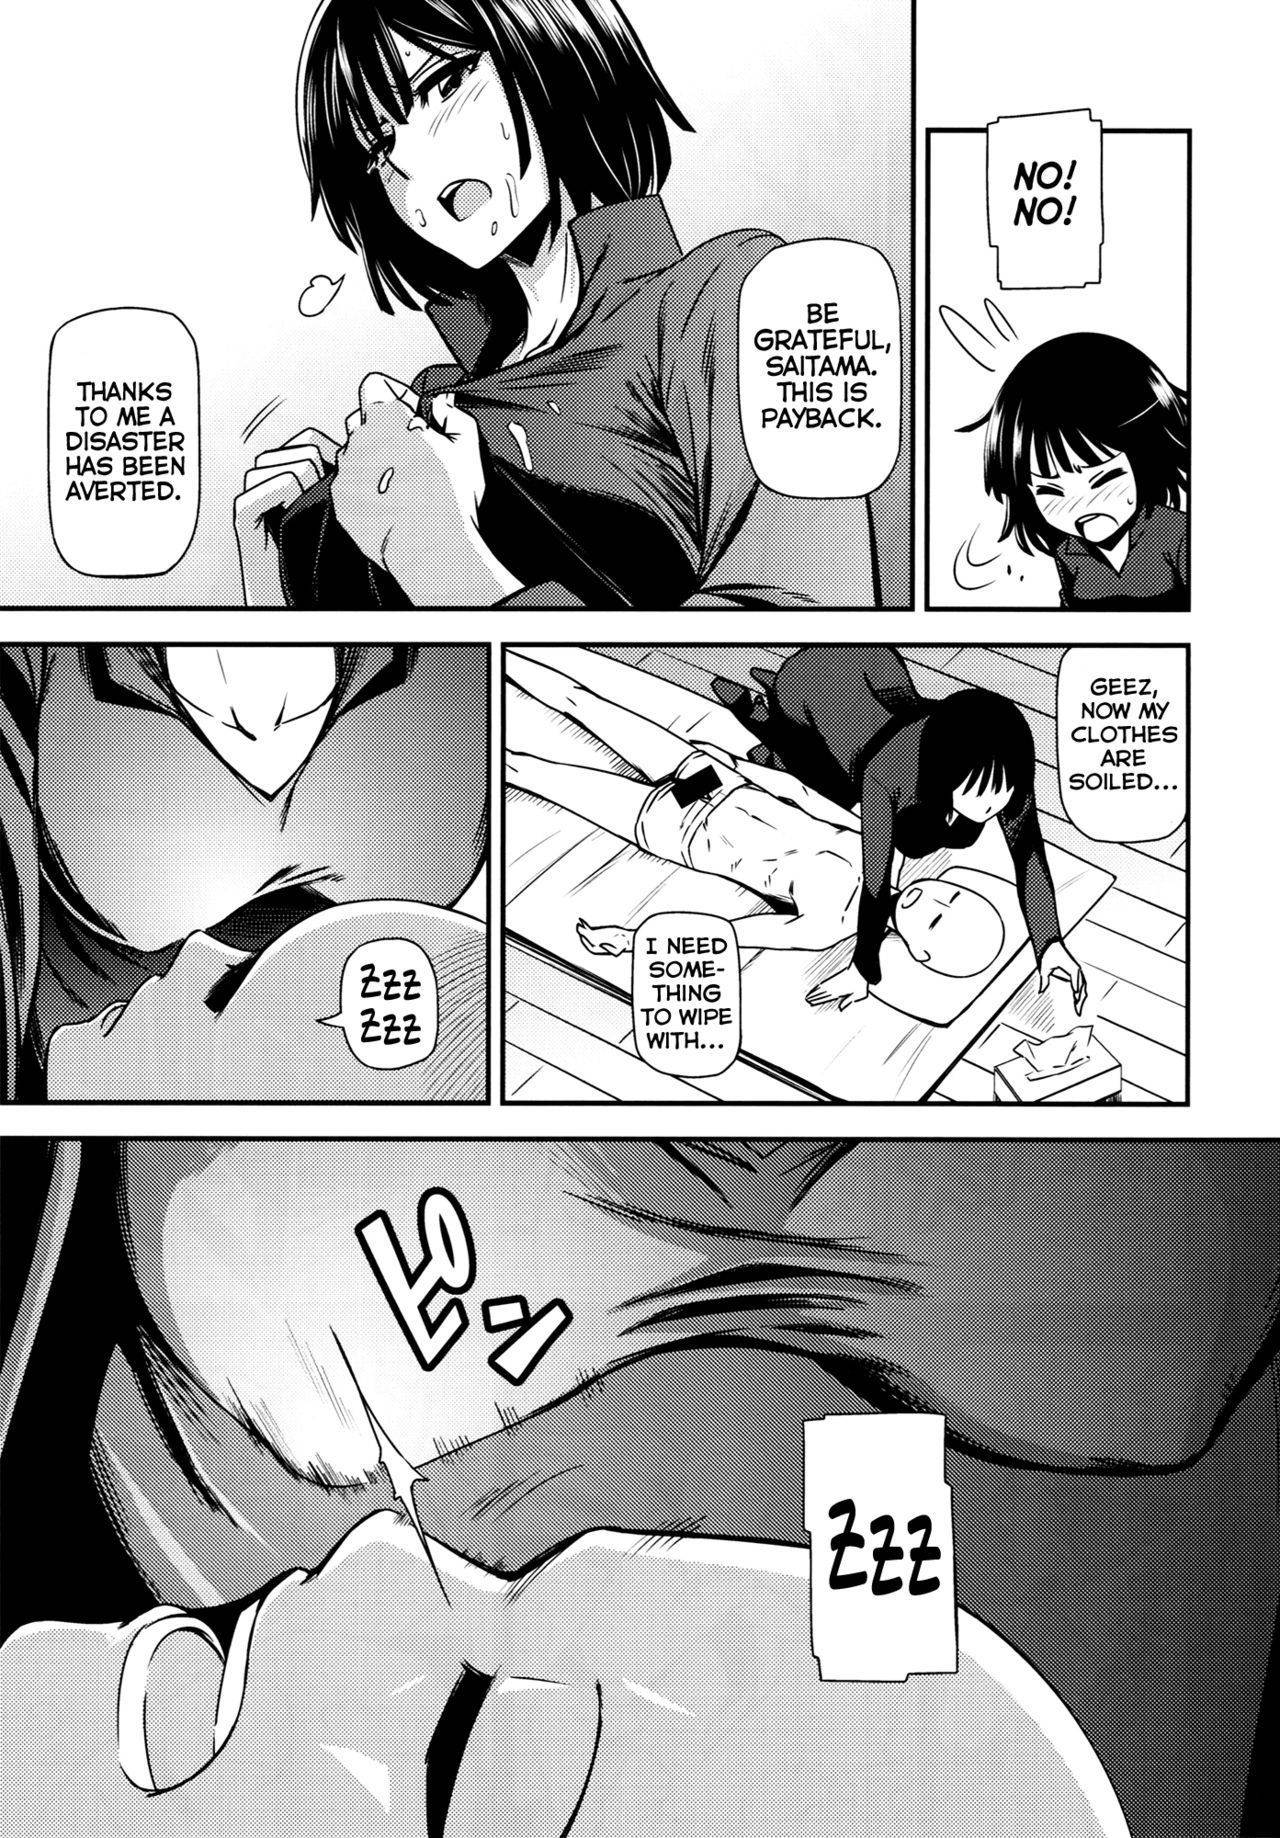 NO!
NO!
BE
GRATEFUL,
SAITAMA.
THIS IS
PAYBACK.
THANKS
TO ME A
DISASTER
HAS BEEN
AVERTED.
GEEZ,
NOW MY
CLOTHES
ARE
SOILED...
I NEED
SOME-
THING
TO WIPE
WITH...
ZZZ
ZZZ
ピン
ZZZ